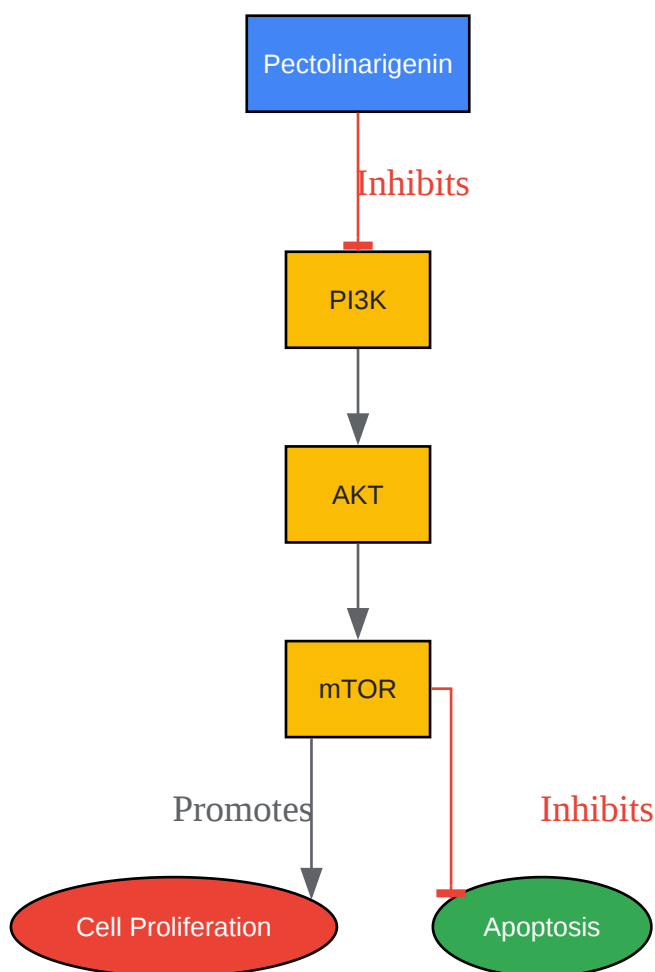 Pectolinarigenin
Inhibits
PI3K
AKT
mTOR
Promotes
Inhibits
Cell Proliferation
Apoptosis